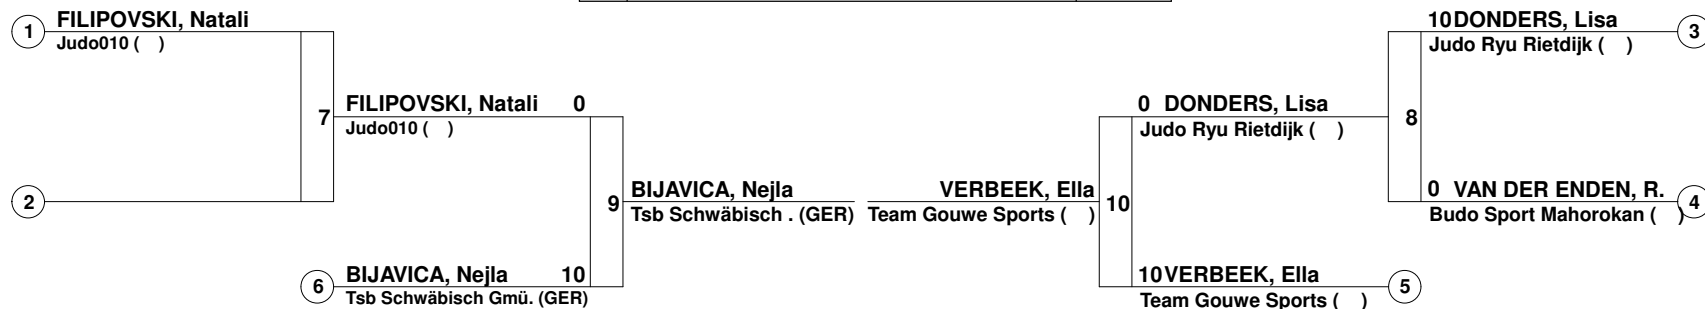 1 FILIPOVSKI, Natali
Judo010 ( )
10 DONDERS, Lisa 3
Judo Ryu Rietdijk ( )
7 FILIPOVSKI, Natali 0
Judo010 ( )
0 DONDERS, Lisa 8
Judo Ryu Rietdijk ( )
2
9 BIJAVICA, Nejla
Tsb Schwäbisch . (GER)
VERBEEK, Ella 10
Team Gouwe Sports ( )
0 VAN DER ENDEN, R. 4
Budo Sport Mahorokan ( )
6 BIJAVICA, Nejla 10
Tsb Schwäbisch Gmü. (GER)
10 VERBEEK, Ella 5
Team Gouwe Sports ( )